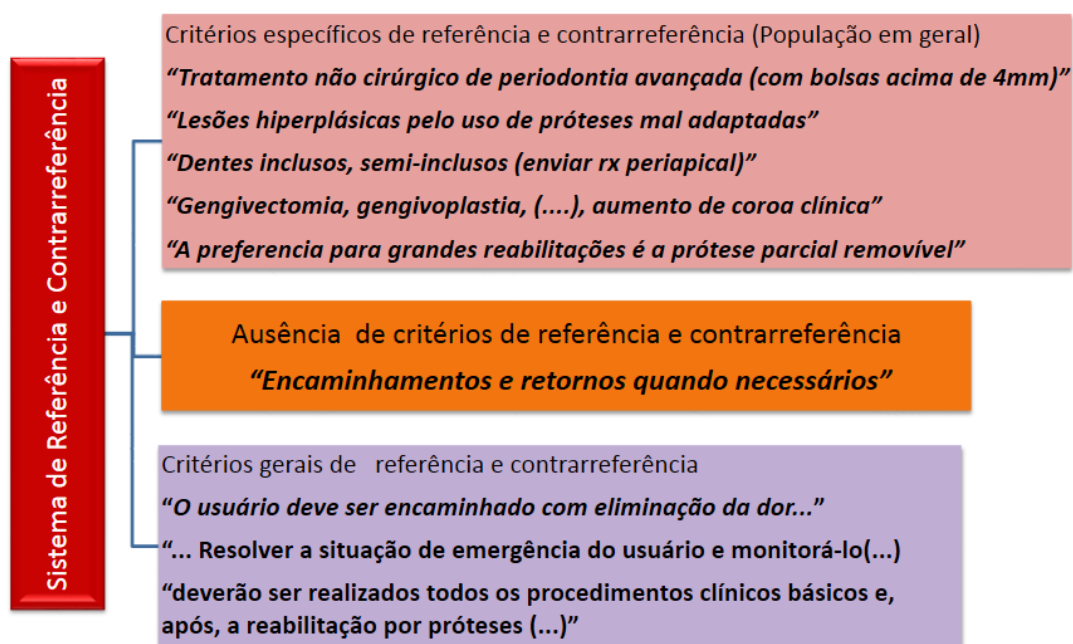 Sistema de Referência e Contrarreferência
Critérios específicos de referência e contrarreferência (População em geral)
“Tratamento não cirúrgico de periodontia avançada (com bolsas acima de 4mm)”
“Lesões hiperplásicas pelo uso de próteses mal adaptadas”
“Dentes inclusos, semi-inclusos (enviar rx periapical)”
“Gengivectomia, gengivoplastia, (....), aumento de coroa clínica”
“A preferencia para grandes reabilitações é a prótese parcial removível”
Ausência de critérios de referência e contrarreferência
“Encaminhamentos e retornos quando necessários”
Critérios gerais de referência e contrarreferência
“O usuário deve ser encaminhado com eliminação da dor...”
“... Resolver a situação de emergência do usuário e monitorá-lo(...)
“deverão ser realizados todos os procedimentos clínicos básicos e,
após, a reabilitação por próteses (...)”